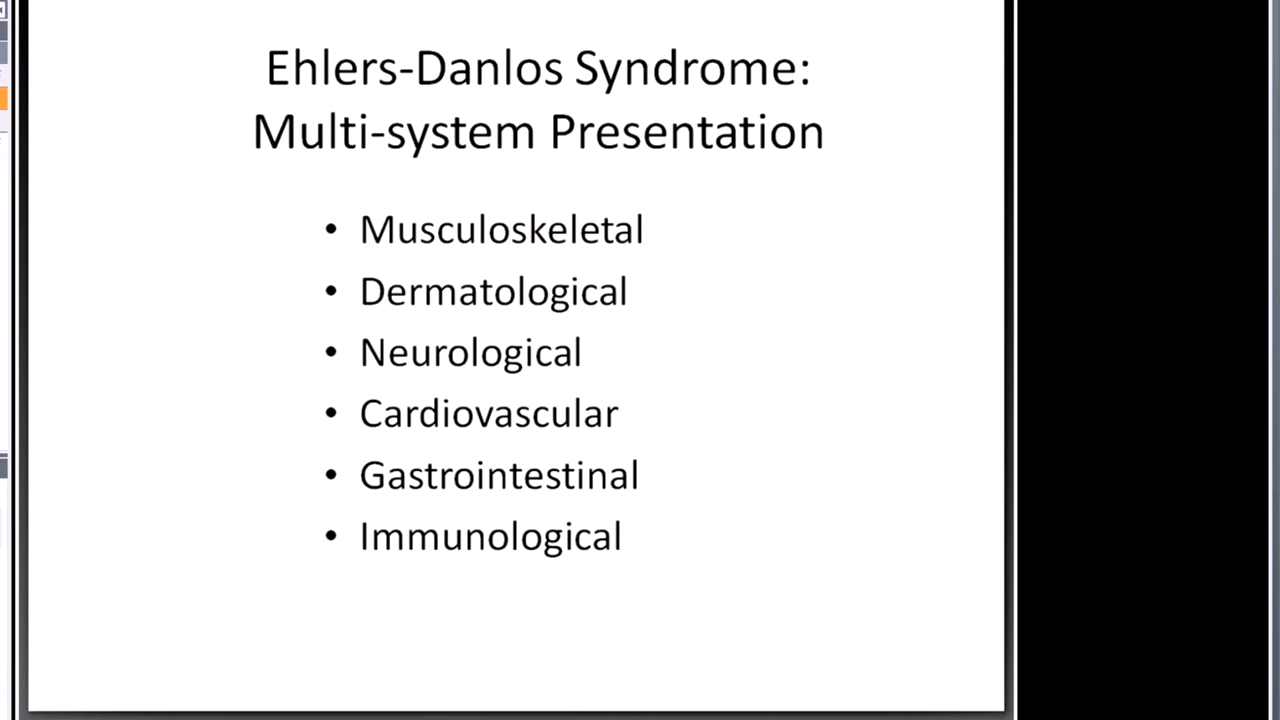 Ehlers-Danlos Syndrome:
Multi-system Presentation
• Musculoskeletal
• Dermatological
• Neurological
• Cardiovascular
• Gastrointestinal
• Immunological